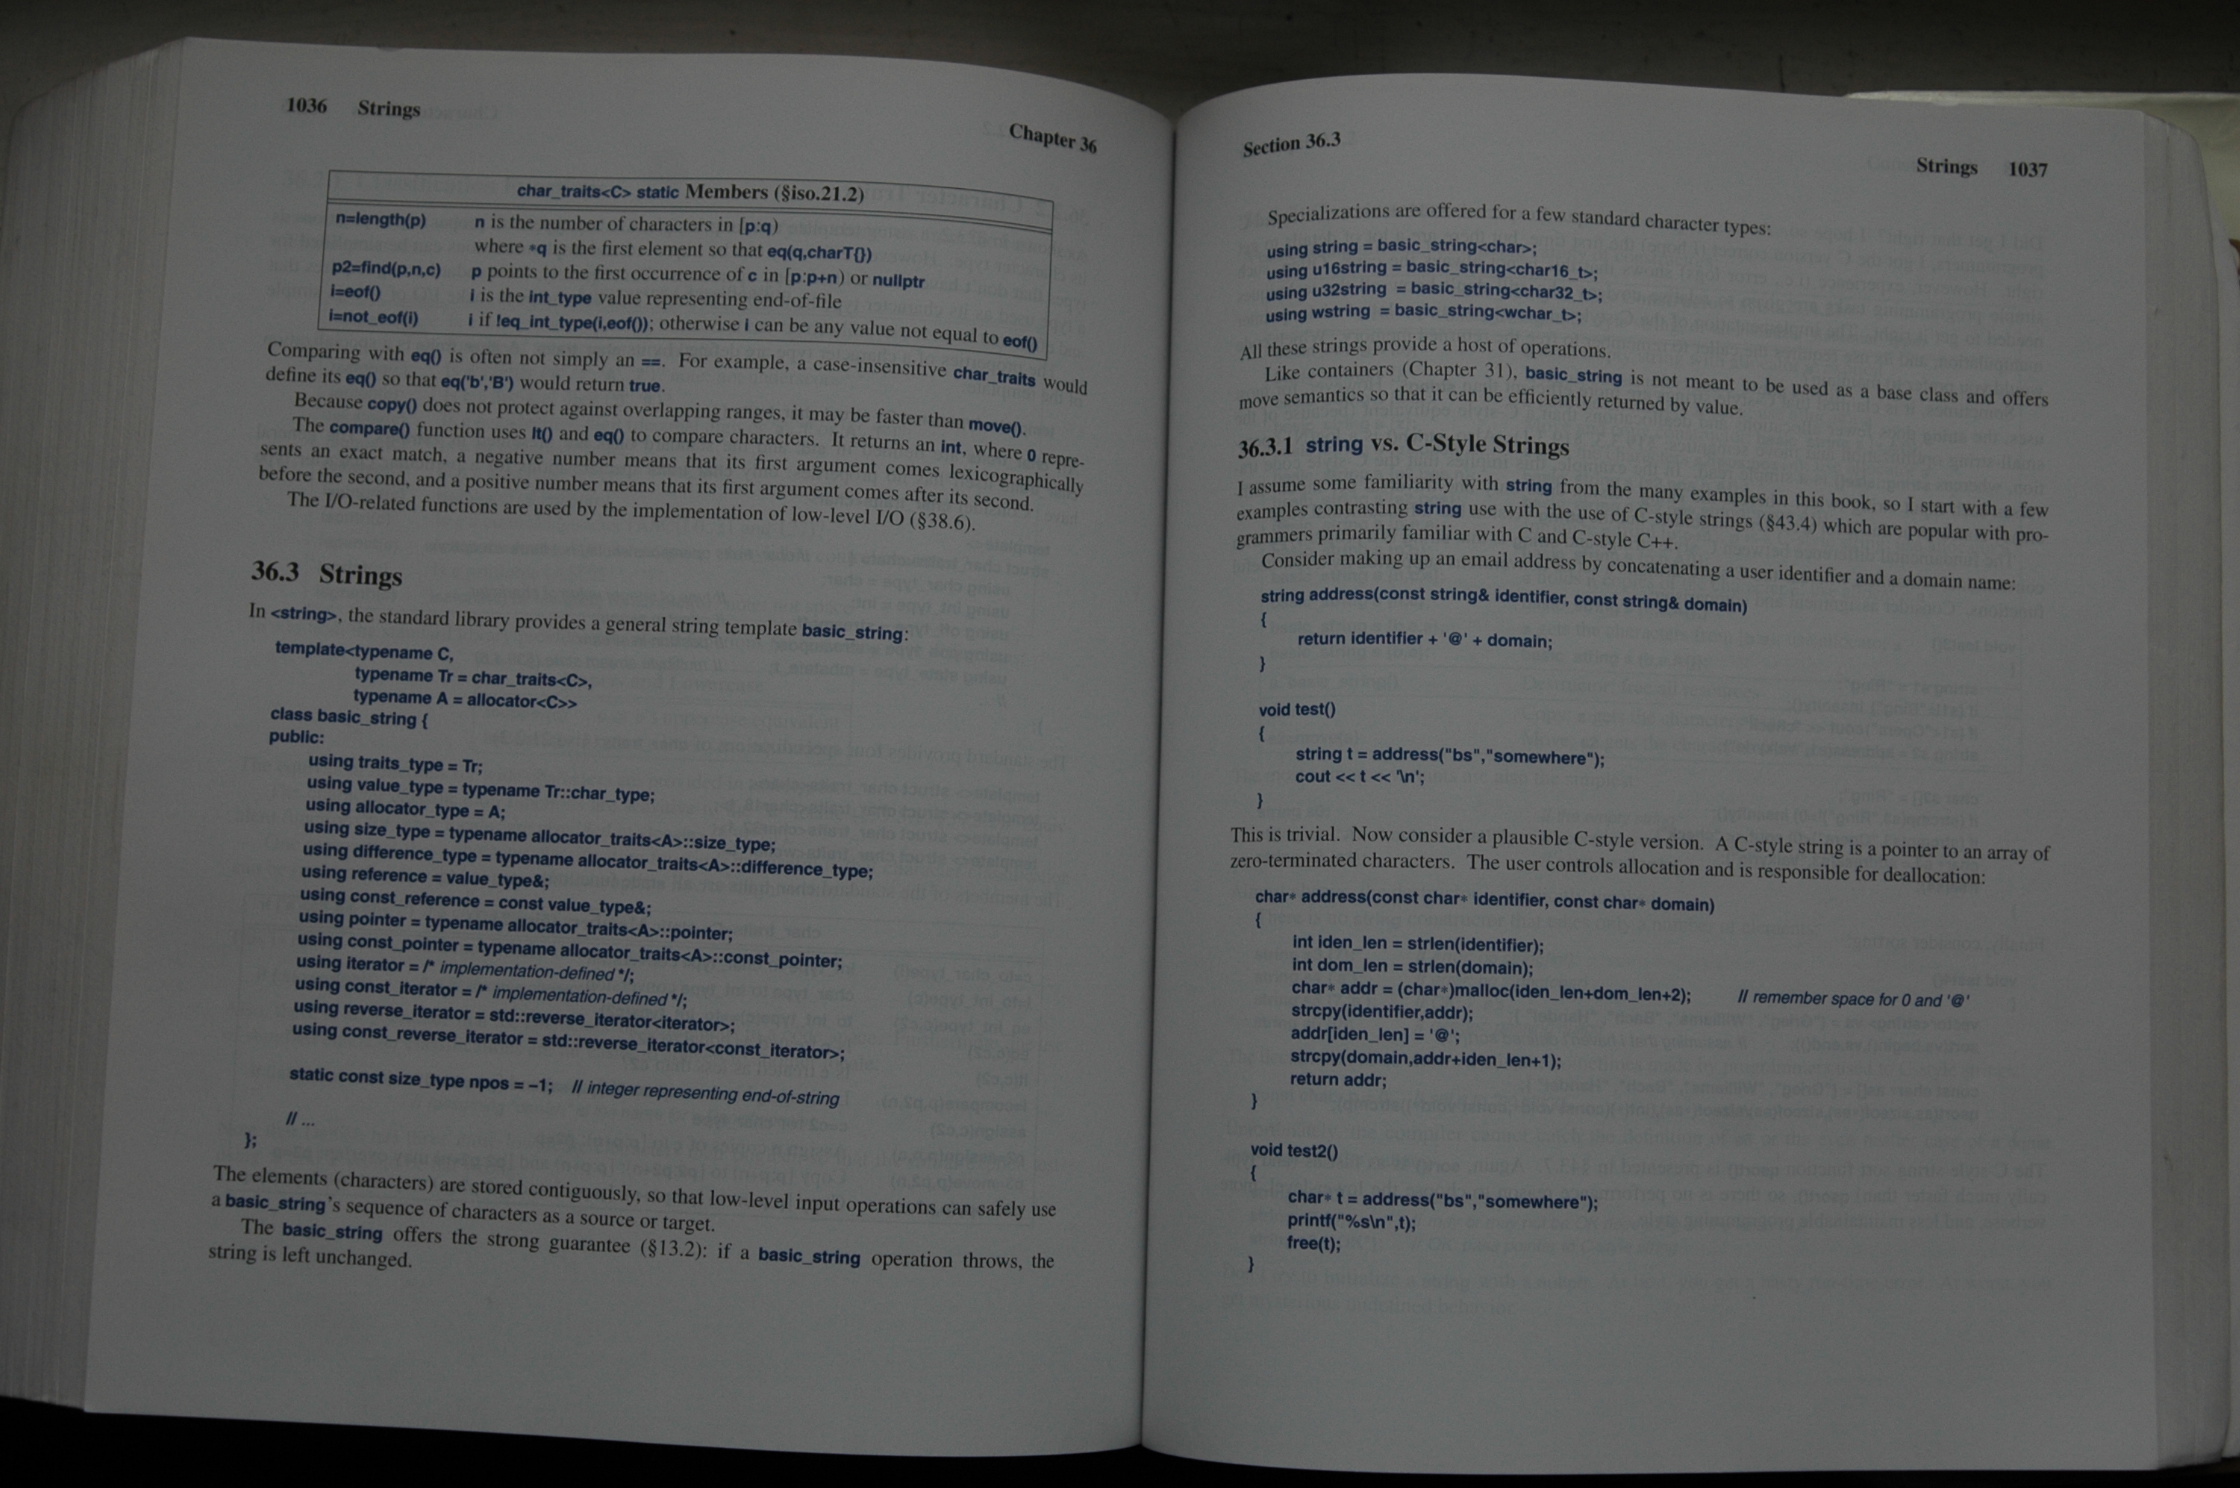 1036 Strings
Chapter 36
char_traits<C> static Members (§iso.21.2)
n=length(p) n is the number of characters in [p:q)
where *q is the first element so that eq(q,charT{})
p2=find(p,n,c) p points to the first occurrence of c in [p:p+n) or nullptr
i=eof() i is the int_type value representing end-of-file
i=not_eof(i) i if !eq_int_type(i,eof()); otherwise i can be any value not equal to eof()
Comparing with eq() is often not simply an ==. For example, a case-insensitive char_traits would
define its eq() so that eq('b','B') would return true.
Because copy() does not protect against overlapping ranges, it may be faster than move().
The compare() function uses lt() and eq() to compare characters. It returns an int, where 0 repre-
sents an exact match, a negative number means that its first argument comes lexicographically
before the second, and a positive number means that its first argument comes after its second.
The I/O-related functions are used by the implementation of low-level I/O (§38.6).
36.3 Strings
In <string>, the standard library provides a general string template basic_string:
template<typename C,
typename Tr = char_traits<C>,
typename A = allocator<C>>
class basic_string {
public:
using traits_type = Tr;
using value_type = typename Tr::char_type;
using allocator_type = A;
using size_type = typename allocator_traits<A>::size_type;
using difference_type = typename allocator_traits<A>::difference_type;
using reference = value_type&;
using const_reference = const value_type&;
using pointer = typename allocator_traits<A>::pointer;
using const_pointer = typename allocator_traits<A>::const_pointer;
using iterator = /* implementation-defined */;
using const_iterator = /* implementation-defined */;
using reverse_iterator = std::reverse_iterator<iterator>;
using const_reverse_iterator = std::reverse_iterator<const_iterator>;
static const size_type npos = −1; // integer representing end-of-string
// ...
};
The elements (characters) are stored contiguously, so that low-level input operations can safely use
a basic_string's sequence of characters as a source or target.
The basic_string offers the strong guarantee (§13.2): if a basic_string operation throws, the
string is left unchanged.
Section 36.3
Strings 1037
Specializations are offered for a few standard character types:
using string = basic_string<char>;
using u16string = basic_string<char16_t>;
using u32string = basic_string<char32_t>;
using wstring = basic_string<wchar_t>;
All these strings provide a host of operations.
Like containers (Chapter 31), basic_string is not meant to be used as a base class and offers
move semantics so that it can be efficiently returned by value.
36.3.1 string vs. C-Style Strings
I assume some familiarity with string from the many examples in this book, so I start with a few
examples contrasting string use with the use of C-style strings (§43.4) which are popular with pro-
grammers primarily familiar with C and C-style C++.
Consider making up an email address by concatenating a user identifier and a domain name:
string address(const string& identifier, const string& domain)
{
return identifier + '@' + domain;
}
void test()
{
string t = address("bs","somewhere");
cout << t << '\n';
}
This is trivial. Now consider a plausible C-style version. A C-style string is a pointer to an array of
zero-terminated characters. The user controls allocation and is responsible for deallocation:
char* address(const char* identifier, const char* domain)
{
int iden_len = strlen(identifier);
int dom_len = strlen(domain);
char* addr = (char*)malloc(iden_len+dom_len+2); // remember space for 0 and '@'
strcpy(identifier,addr);
addr[iden_len] = '@';
strcpy(domain,addr+iden_len+1);
return addr;
}
void test2()
{
char* t = address("bs","somewhere");
printf("%s\n",t);
free(t);
}